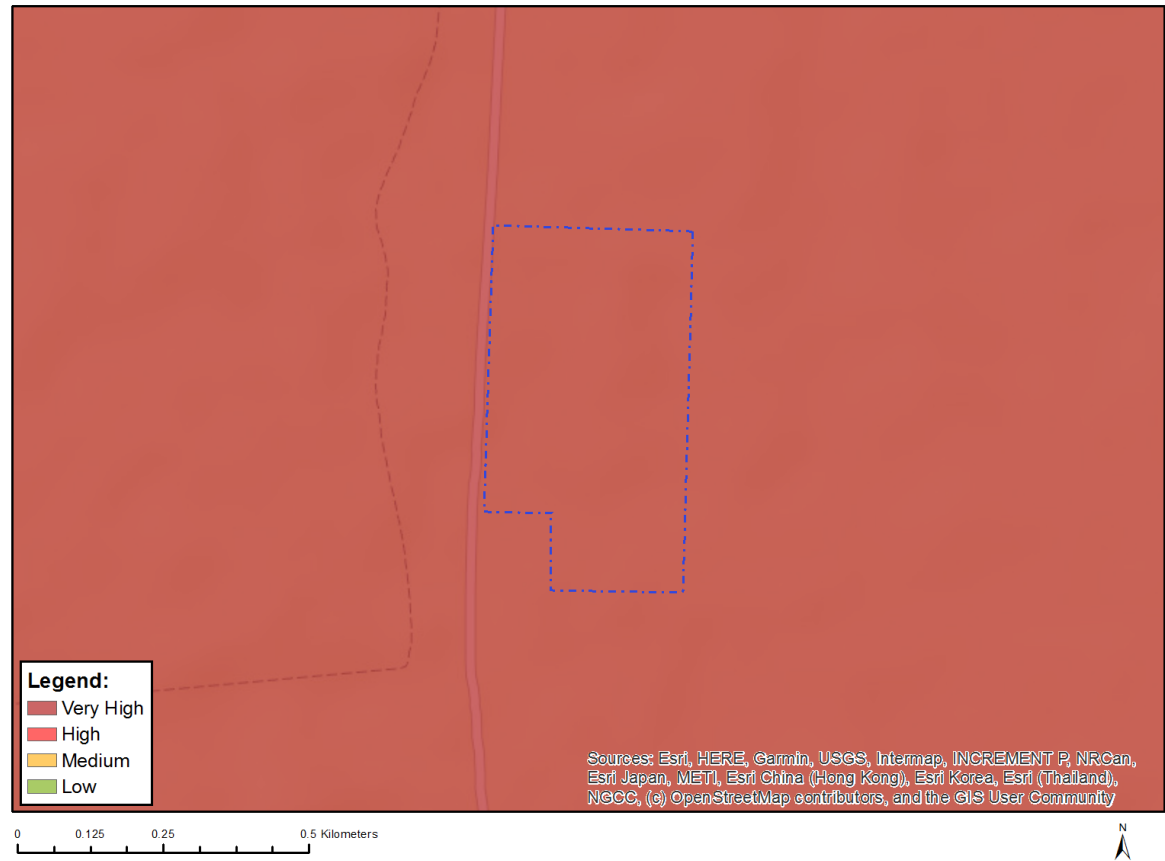 Legend:
Very High
High
Medium
Low
Sources: Esri, HERE, Garmin, USGS, Intermap, INCREMENT P, NRCan,
Esri Japan, METI, Esri China (Hong Kong), Esri Korea, Esri (Thailand),
NGCC, (c) OpenStreetMap contributors, and the GIS User Community
0 0.125 0.25 0.5 Kilometers
N